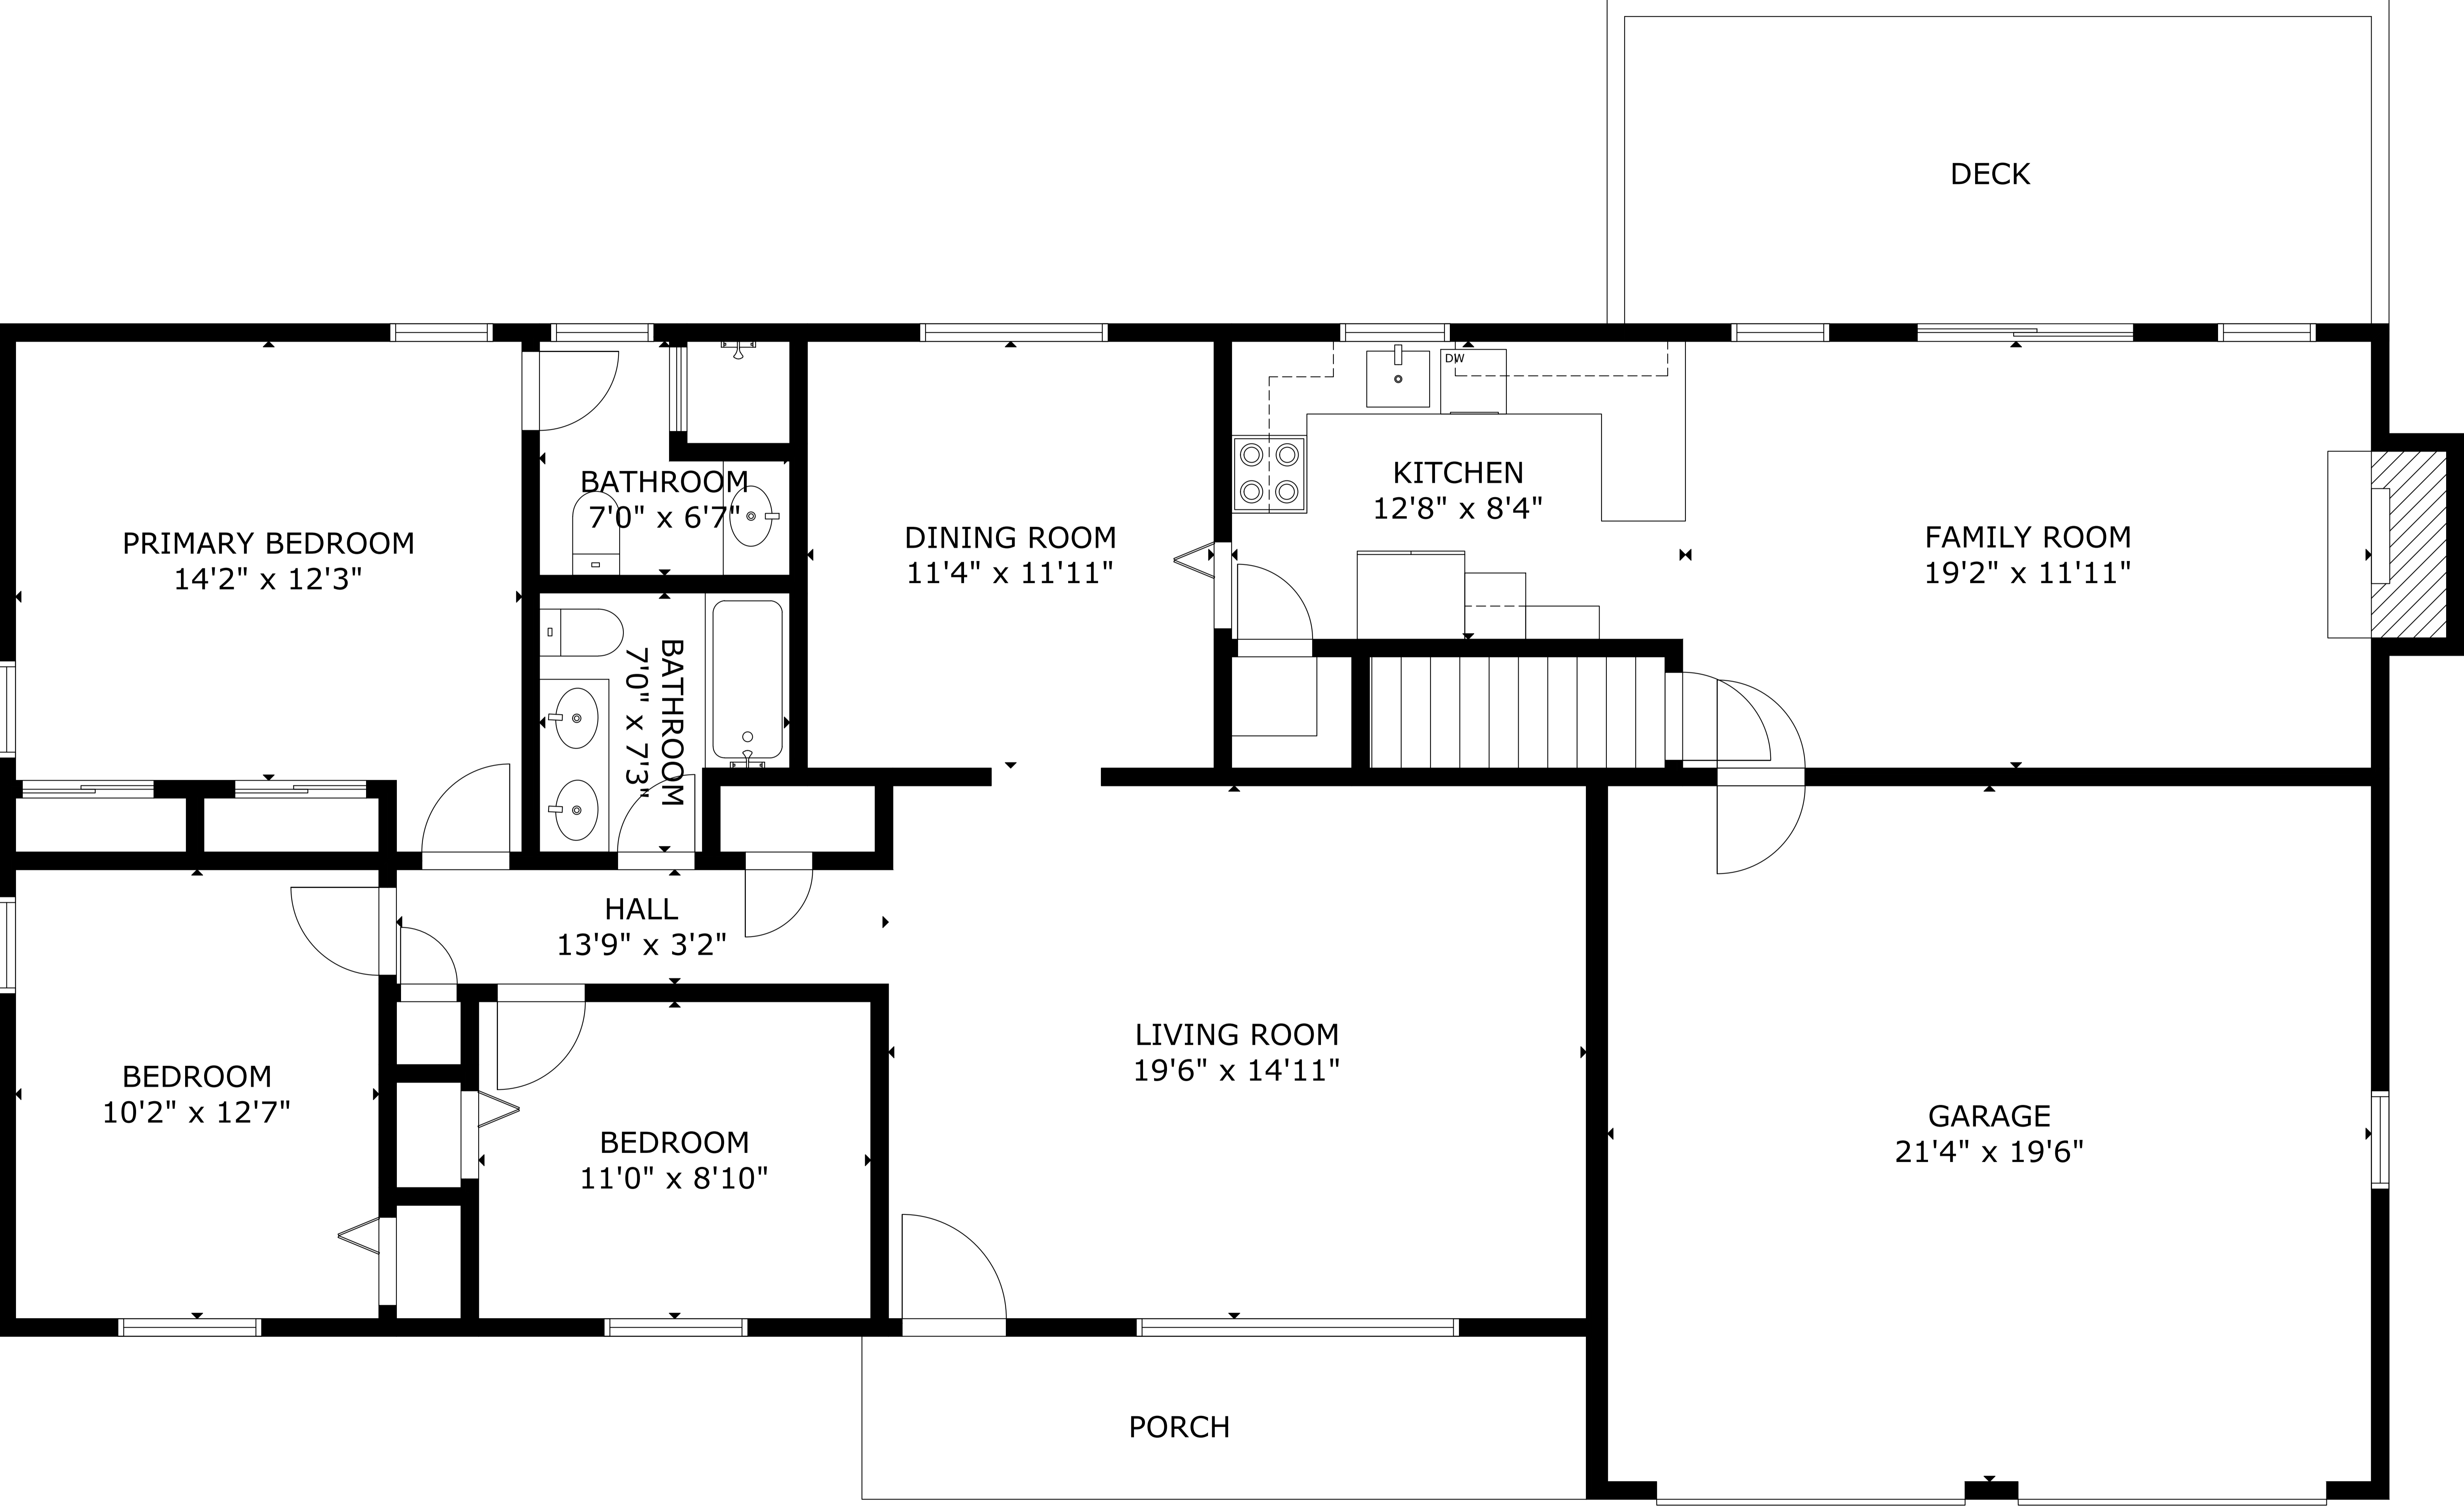 DECK
DW
BATHROOM
7'0" x 6'7"
KITCHEN
12'8" x 8'4"
PRIMARY BEDROOM
14'2" x 12'3"
DINING ROOM
11'4" x 11'11"
FAMILY ROOM
19'2" x 11'11"
BATHROOM
7'0" x 7'3"
HALL
13'9" x 3'2"
LIVING ROOM
19'6" x 14'11"
BEDROOM
10'2" x 12'7"
BEDROOM
11'0" x 8'10"
GARAGE
21'4" x 19'6"
PORCH